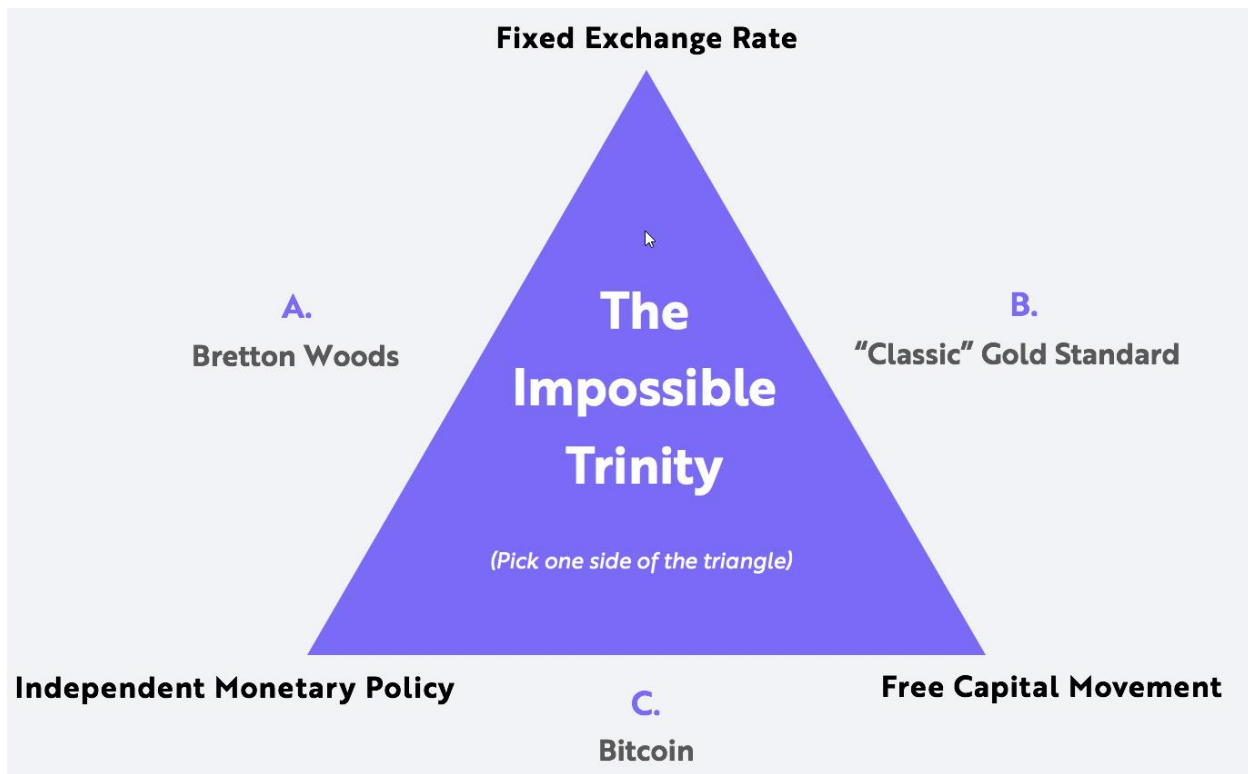 Fixed Exchange Rate
A.
Bretton Woods
B.
“Classic” Gold Standard
The
Impossible
Trinity
(Pick one side of the triangle)
Independent Monetary Policy
Free Capital Movement
C.
Bitcoin